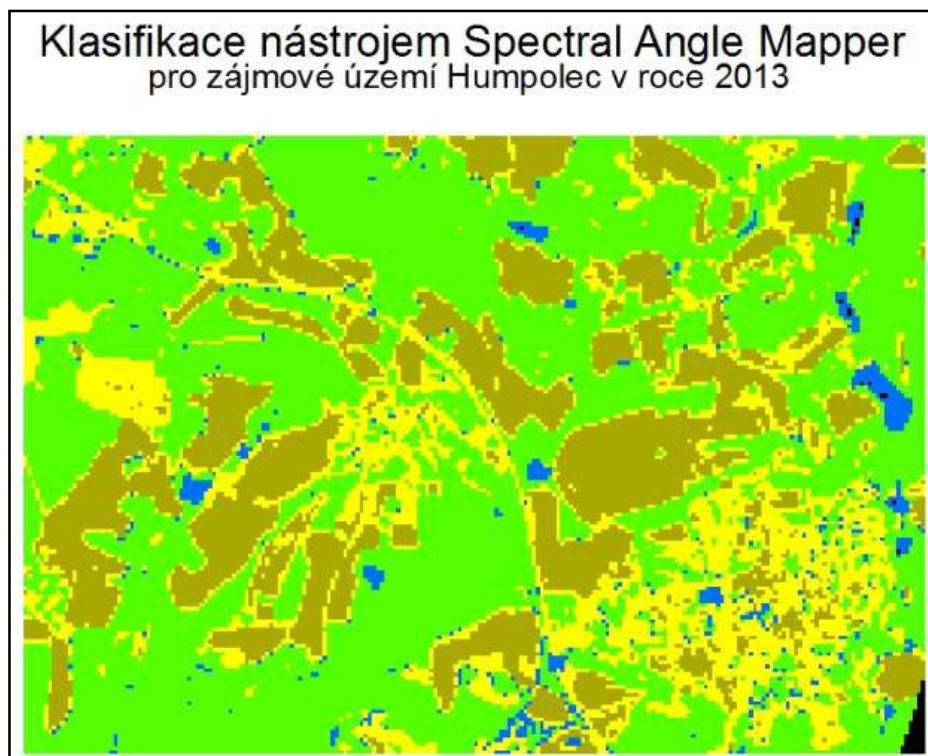 Klasifikace nástrojem Spectral Angle Mapper
pro zájmové území Humpolec v roce 2013